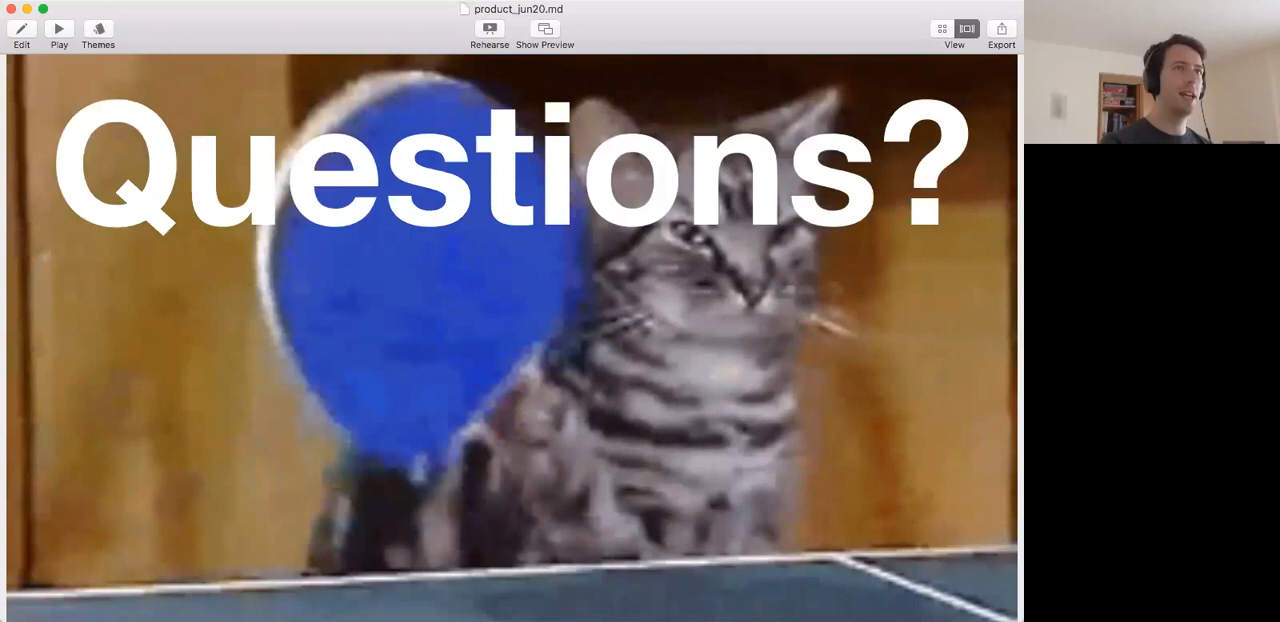 product_jun20.md
Edit Play Themes Rehearse Show Preview View Export
Questions?